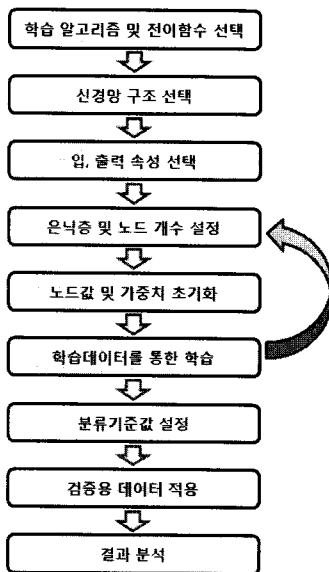 학습 알고리즘 및 전이함수 선택
신경망 구조 선택
입, 출력 속성 선택
은닉층 및 노드 개수 설정
노드값 및 가중치 초기화
학습데이터를 통한 학습
분류기준값 설정
검증용 데이터 적용
결과 분석